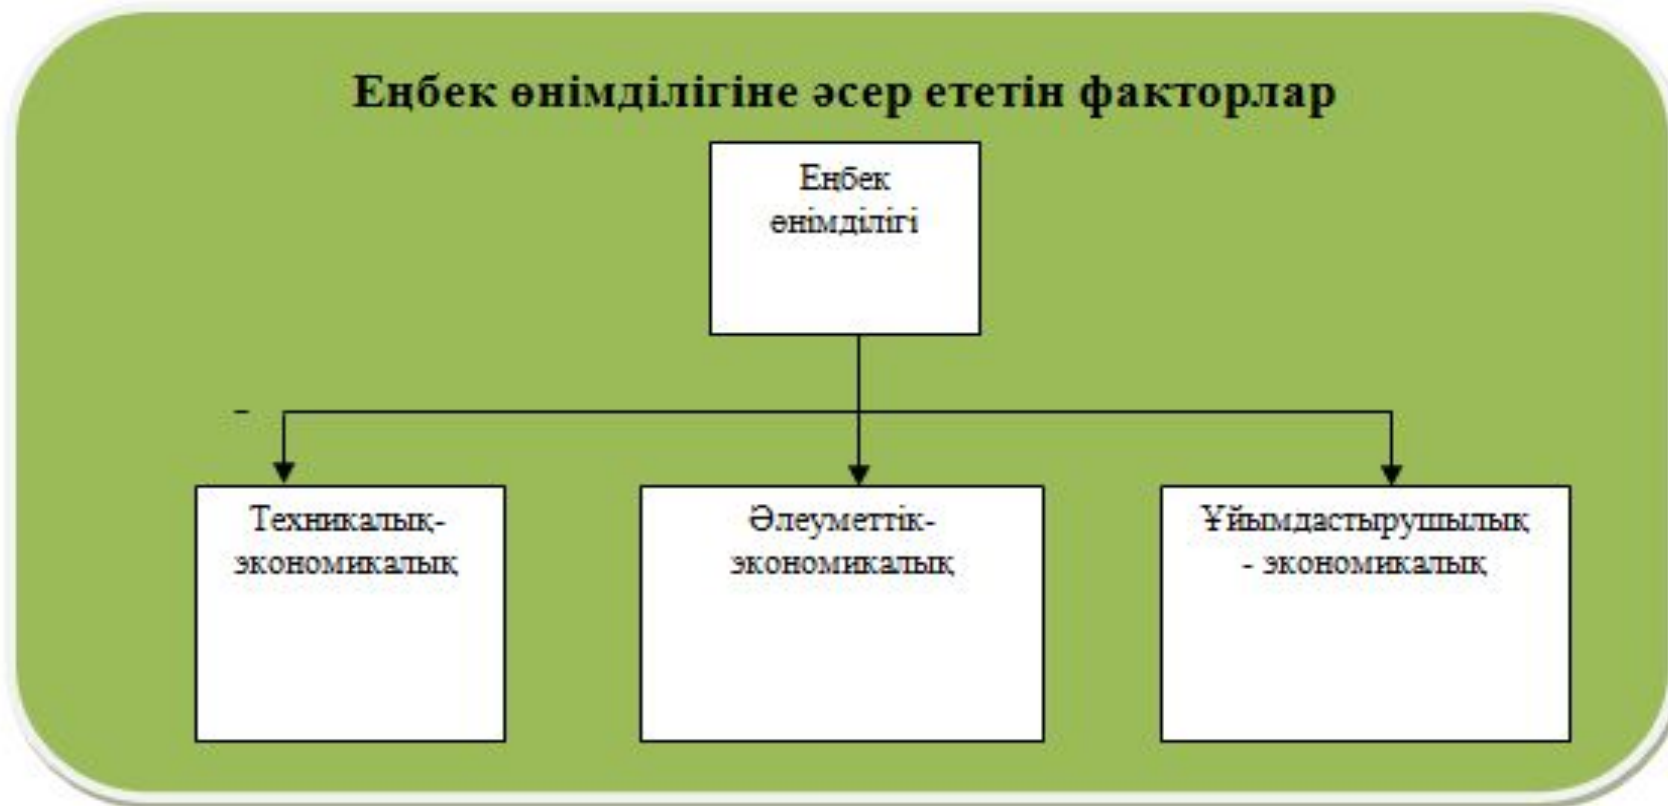 Еңбек өнімділігіне әсер ететін факторлар
Еңбек
өнімділігі
Техникалық-
экономикалық
Әлеуметтік-
экономикалық
Ұйымдастырушылық
- экономикалық